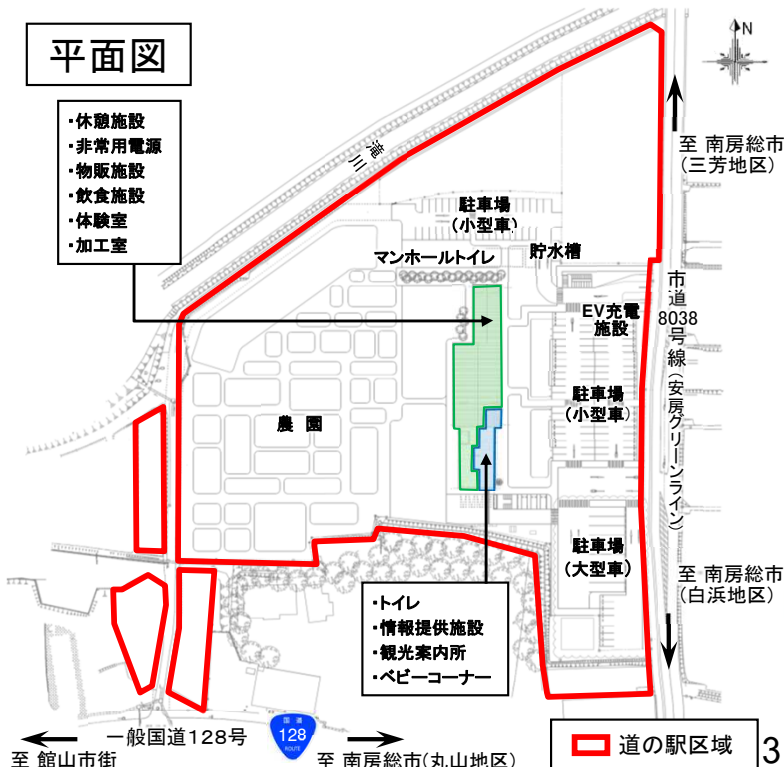 平面図
・休憩施設
・非常用電源
・物販施設
・飲食施設
・体験室
・加工室
N
至 南房総市
(三芳地区)
滝川
駐車場
(小型車)
マンホールトイレ
貯水槽
EV充電
施設
市道8038号線(安房グリーンライン)
駐車場
(小型車)
農 園
駐車場
(大型車)
至 南房総市
(白浜地区)
・トイレ
・情報提供施設
・観光案内所
・ベビーコーナー
一般国道128号
国道
128
ROUTE
至 館山市街
至 南房総市(丸山地区)
道の駅区域
3